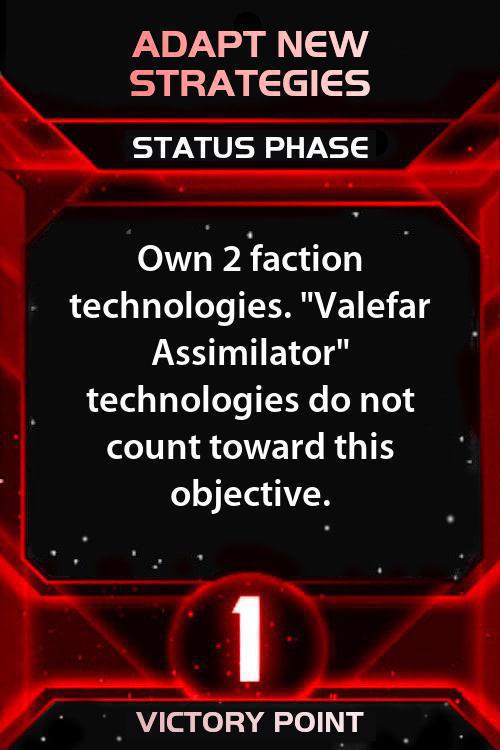 ADAPT NEW
STRATEGIES
STATUS PHASE
Own 2 faction
technologies. "Valefar
Assimilator"
technologies do not
count toward this
objective.
1
VICTORY POINT